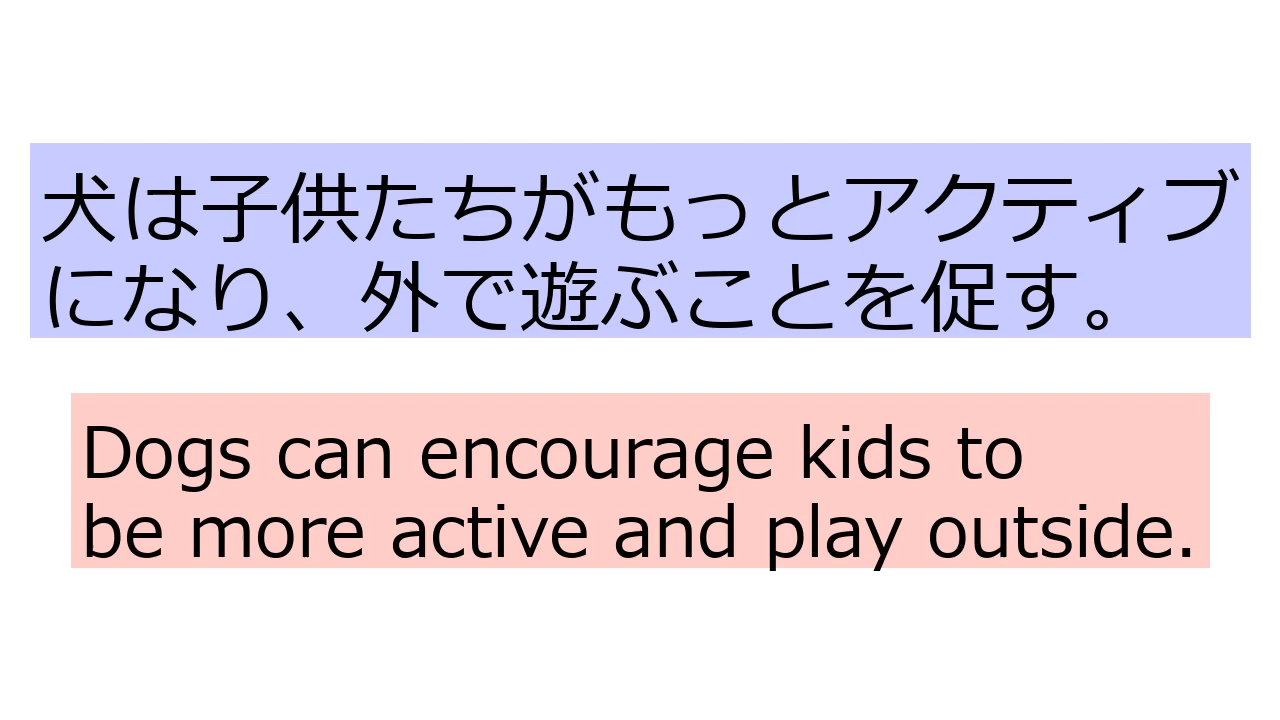 犬は子供たちがもっとアクティブ
になり、外で遊ぶことを促す。
Dogs can encourage kids to
be more active and play outside.